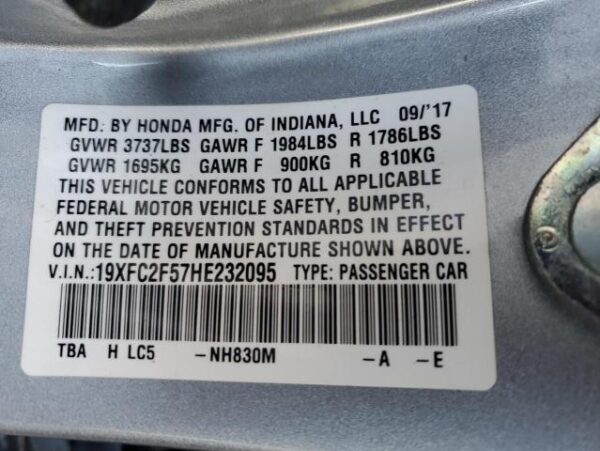 MFD. BY HONDA MFG. OF INDIANA, LLC 09/'17
GVWR 3737LBS GAWR F 1984LBS R 1786LBS
GVWR 1695KG GAWR F 900KG R 810KG
THIS VEHICLE CONFORMS TO ALL APPLICABLE
FEDERAL MOTOR VEHICLE SAFETY, BUMPER,
AND THEFT PREVENTION STANDARDS IN EFFECT
ON THE DATE OF MANUFACTURE SHOWN ABOVE.
V.I.N.:19XFC2F57HE232095 TYPE: PASSENGER CAR
TBA H LC5 -NH830M -A -E